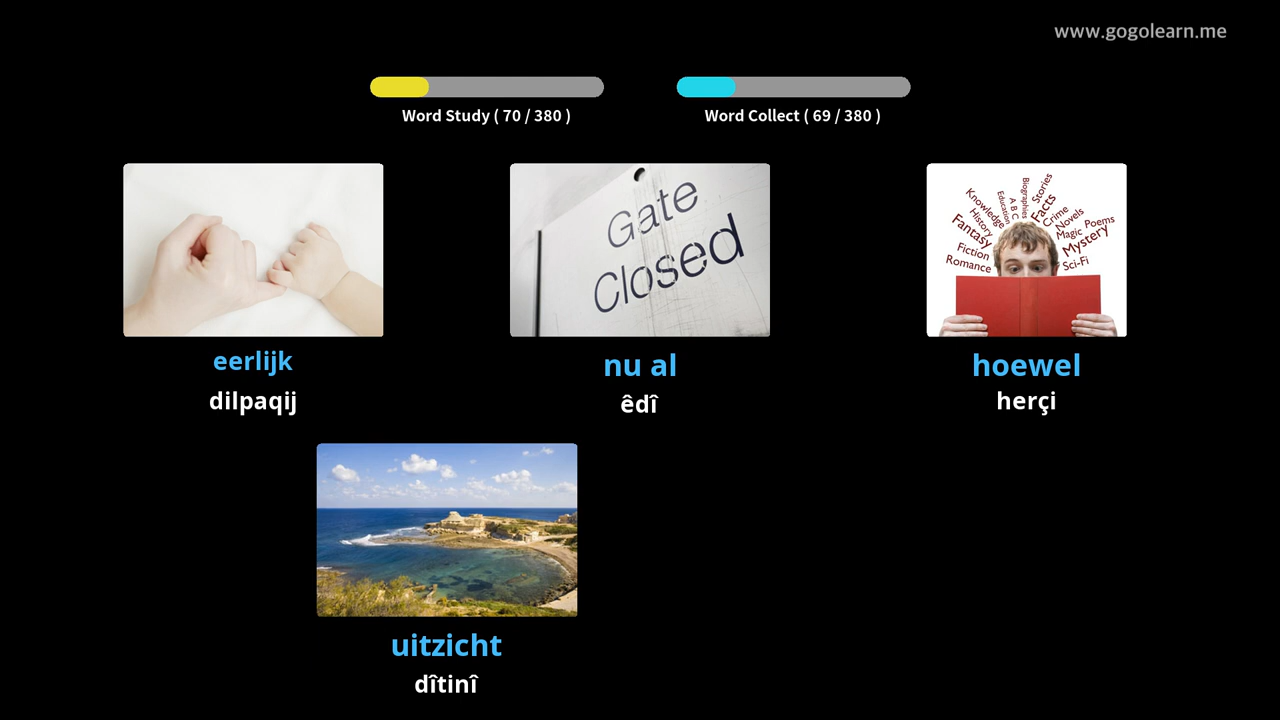 www.gogolearn.me
Word Study ( 70 / 380 )
Word Collect ( 69 / 380 )
Gate
Closed
Knowledge
History
Fantasy
Fiction
Romance
Education
A B C
Biographies
Stories
Facts
Crime
Novels
Magic
Poems
Mystery
Sci-Fi
eerlijk
dilpaqij
nu al
êdî
hoewel
herçi
uitzicht
dîtinî